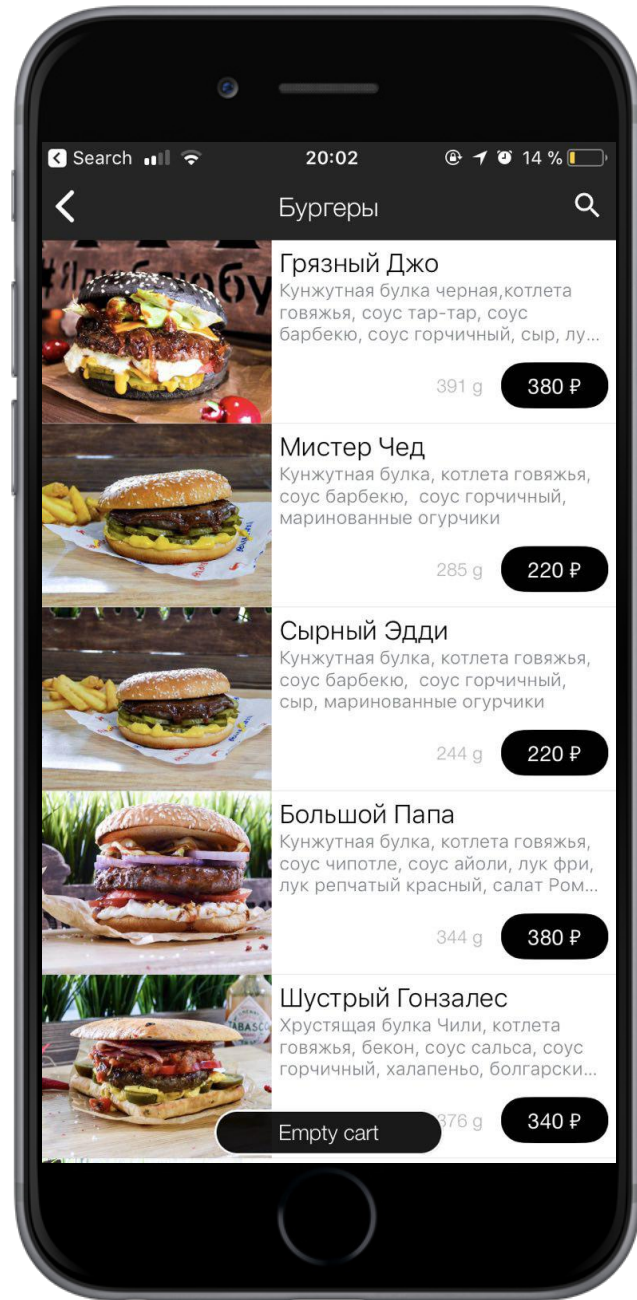 Search
20:02
14 %
Бургеры
Грязный Джо
Кунжутная булка черная,котлета
говяжья, соус тар-тар, соус
барбекю, соус горчичный, сыр, лу...
391 g
380 ₽
Мистер Чед
Кунжутная булка, котлета говяжья,
соус барбекю,  соус горчичный,
маринованные огурчики
285 g
220 ₽
Сырный Эдди
Кунжутная булка, котлета говяжья,
соус барбекю,  соус горчичный,
сыр, маринованные огурчики
244 g
220 ₽
Большой Папа
Кунжутная булка, котлета говяжья,
соус чипотле, соус айоли, лук фри,
лук репчатый красный, салат Ром...
344 g
380 ₽
Шустрый Гонзалес
Хрустящая булка Чили, котлета
говяжья, бекон, соус сальса, соус
горчичный, халапеньо, болгарски...
TABASCO
376 g
340 ₽
Empty cart